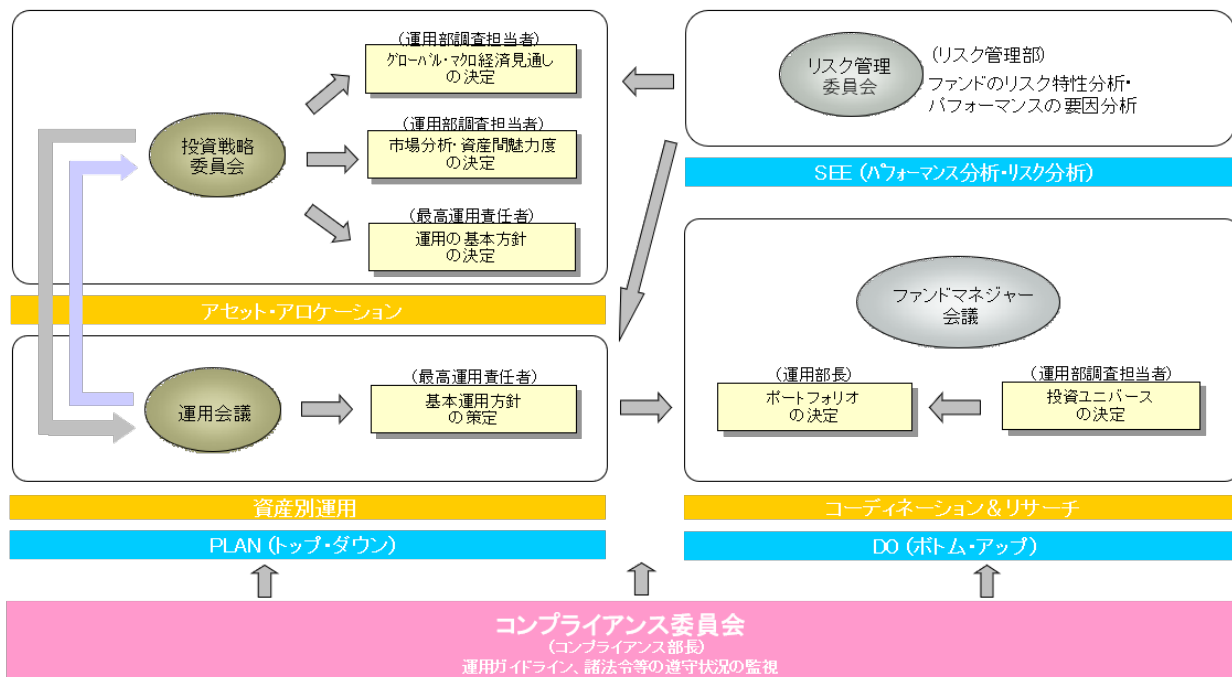 (運用部調査担当者)
グローバル・マクロ経済見通し
の決定
投資戦略
委員会
(運用部調査担当者)
市場分析・資産間魅力度
の決定
(最高運用責任者)
運用の基本方針
の決定
アセット・アロケーション
運用会議
(最高運用責任者)
基本運用方針
の策定
資産別運用
PLAN (トップ・ダウン)
リスク管理
委員会
(リスク管理部)
ファンドのリスク特性分析・
パフォーマンスの要因分析
SEE (パフォーマンス分析・リスク分析)
ファンドマネジャー
会議
(運用部長)
ポートフォリオ
の決定
(運用部調査担当者)
投資ユニバース
の決定
コーディネーション&リサーチ
DO (ボトム・アップ)
コンプライアンス委員会
(コンプライアンス部長)
運用ガイドライン、諸法令等の遵守状況の監視